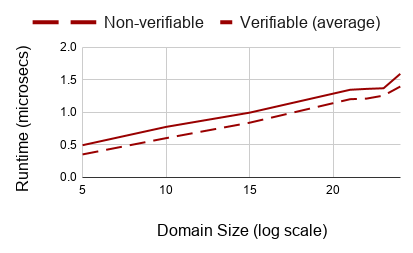 Non-verifiable Verifiable (average)
Runtime (microsecs)
2.0
1.5
1.0
0.5
0.0
5 10 15 20
Domain Size (log scale)